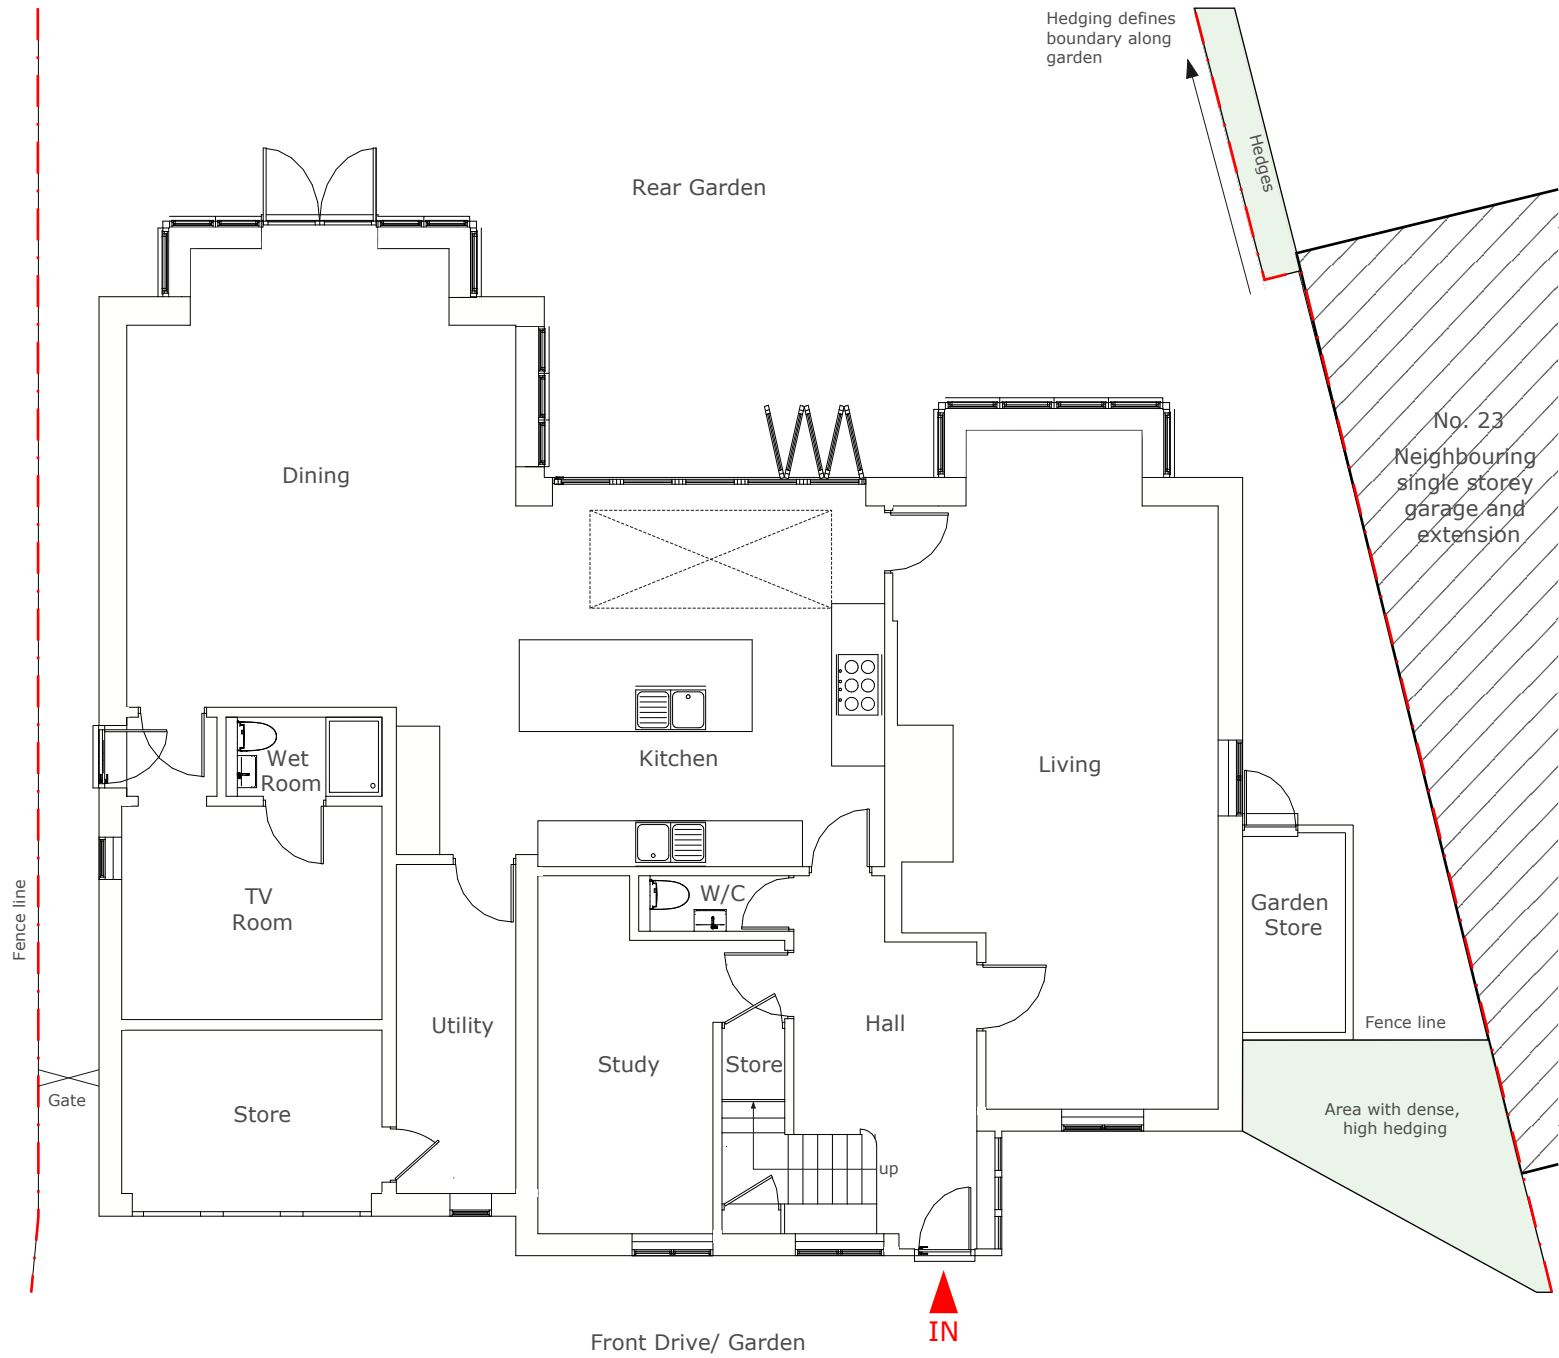 Hedging defines
boundary along
garden
Hedges
Rear Garden
No. 23
Neighbouring
single storey
garage and
extension
Dining
Wet
Room
Kitchen
Living
TV
Room
W/C
Garden
Store
Fence line
Utility
Hall
Fence line
Study
Store
Gate
Store
Area with dense,
high hedging
up
IN
Front Drive/ Garden